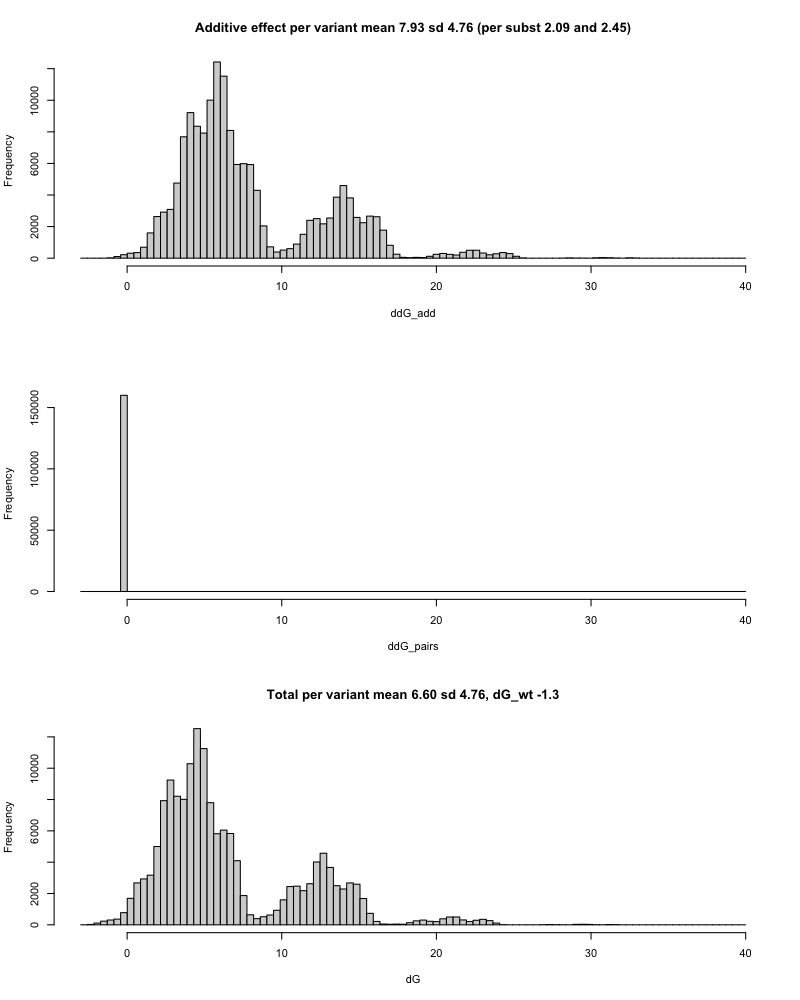 Additive effect per variant mean 7.93 sd 4.76 (per subst 2.09 and 2.45)
Frequency
10000
6000
2000
0
0 10 20 30 40
ddG_add
Frequency
150000
100000
50000
0
0 10 20 30 40
ddG_pairs
Total per variant mean 6.60 sd 4.76, dG_wt -1.3
Frequency
10000
6000
2000
0
0 10 20 30 40
dG